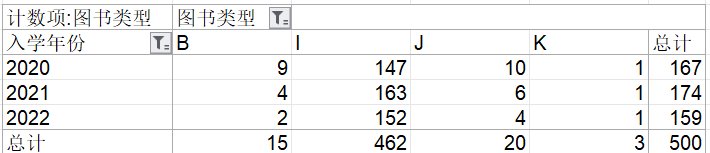 计数项:图书类型 图书类型
入学年份 B I J K 总计
2020 9 147 10 1 167
2021 4 163 6 1 174
2022 2 152 4 1 159
总计 15 462 20 3 500